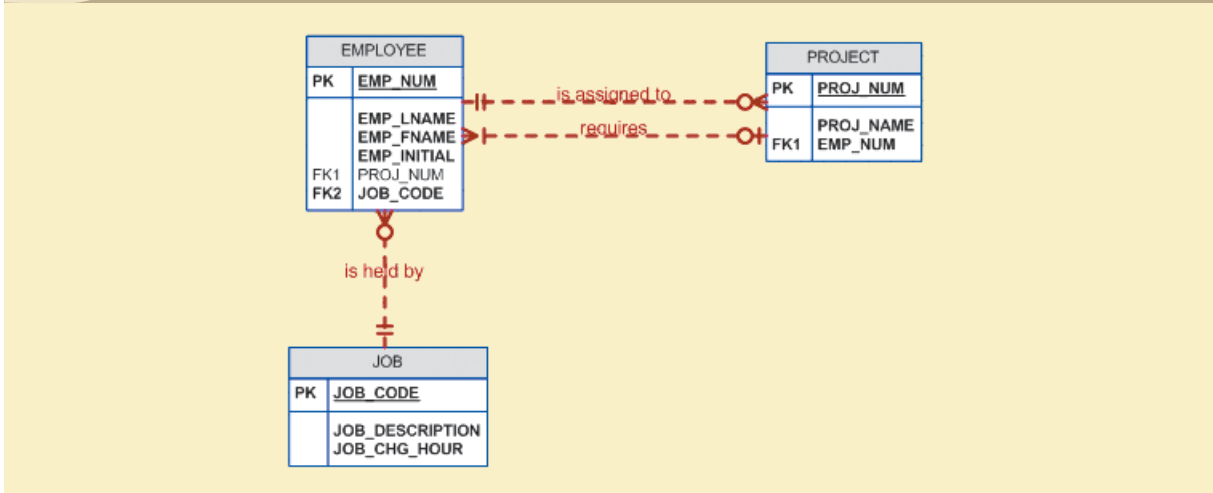 EMPLOYEE
PK EMP_NUM
EMP_LNAME
EMP_FNAME
EMP_INITIAL
FK1 PROJ_NUM
FK2 JOB_CODE
is assigned to
requires
PROJECT
PK PROJ_NUM
PROJ_NAME
FK1 EMP_NUM
is held by
JOB
PK JOB_CODE
JOB_DESCRIPTION
JOB_CHG_HOUR